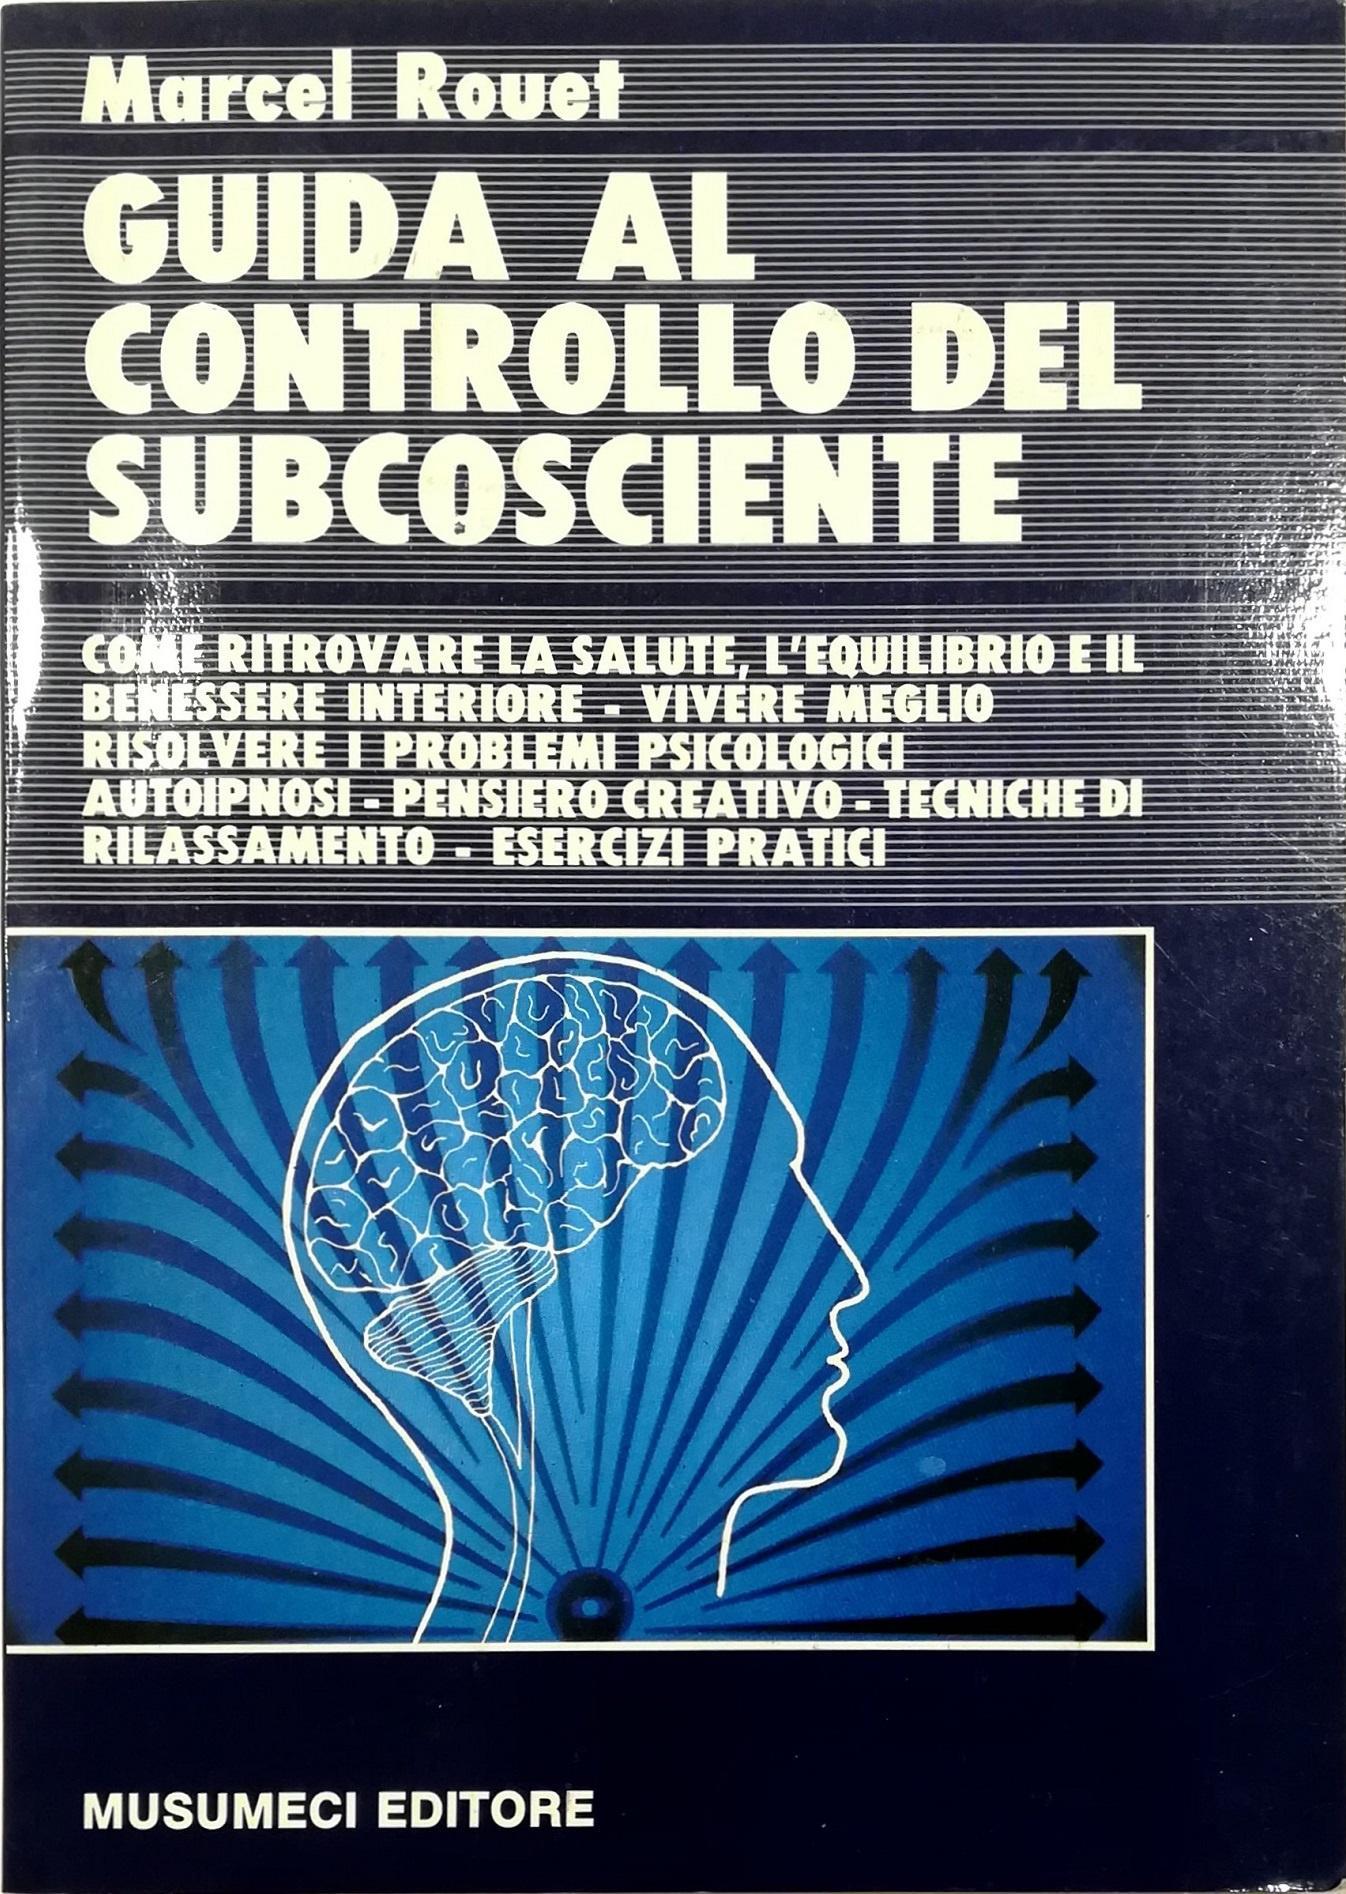 Marcel Rouet
GUIDA AL
CONTROLLO DEL
SUBCOSCIENTE
COME RITROVARE LA SALUTE, L'EQUILIBRIO E IL
BENESSERE INTERIORE - VIVERE MEGLIO
RISOLVERE I PROBLEMI PSICOLOGICI
AUTOIPNOSI - PENSIERO CREATIVO - TECNICHE DI
RILASSAMENTO - ESERCIZI PRATICI
MUSUMECI EDITORE